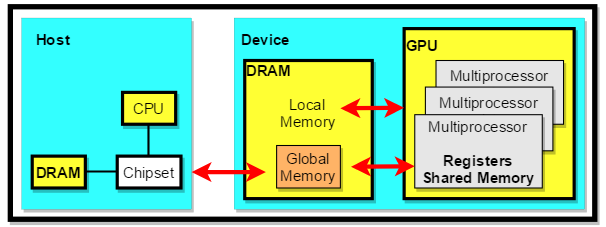 Host
CPU
DRAM
Chipset
Device
DRAM
Local
Memory
Global
Memory
GPU
Multiprocessor
Multiprocessor
Multiprocessor
Registers
Shared Memory